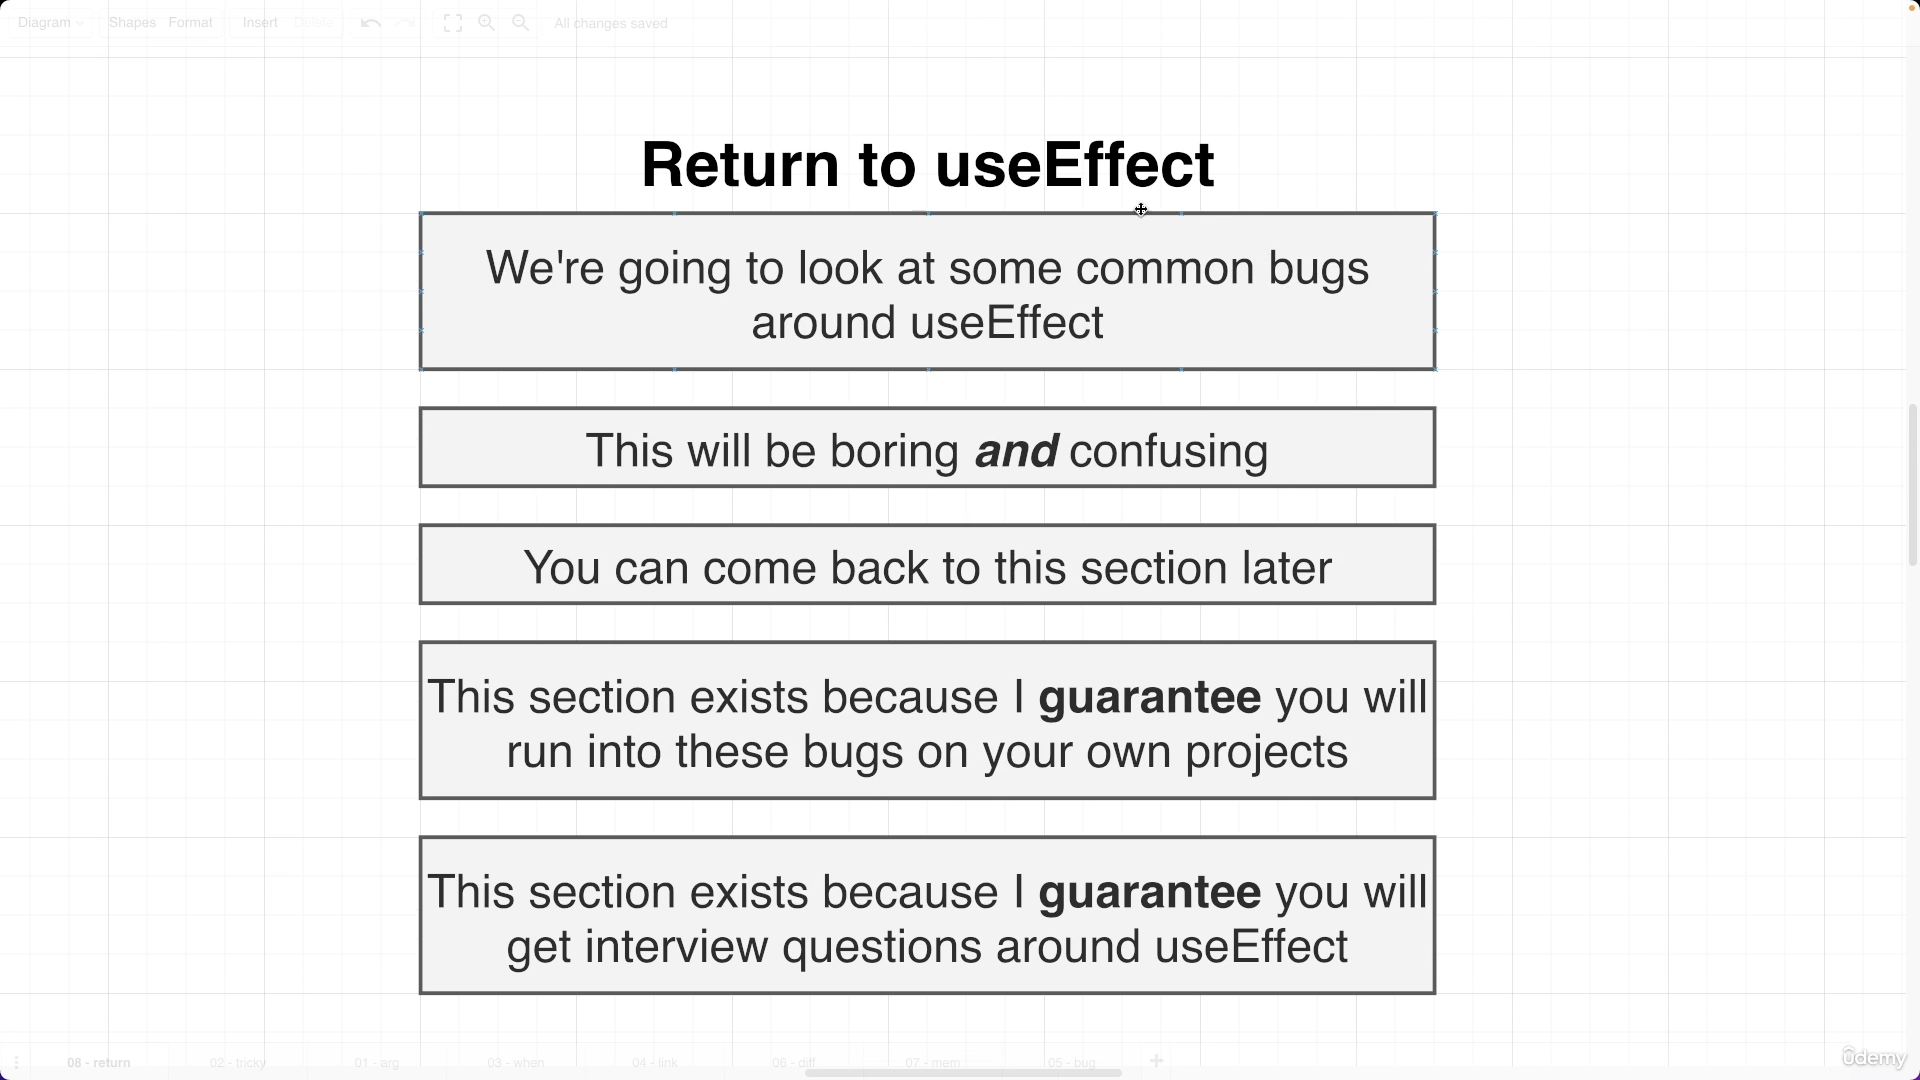 Diagram Shapes Format Insert Delete All changes saved
Return to useEffect
We're going to look at some common bugs
around useEffect
This will be boring and confusing
You can come back to this section later
This section exists because I guarantee you will
run into these bugs on your own projects
This section exists because I guarantee you will
get interview questions around useEffect
08 - return 02 - tricky 01 - arg 03 - when 04 - link 06 - diff 07 - mem 05 - bug
ûdemy